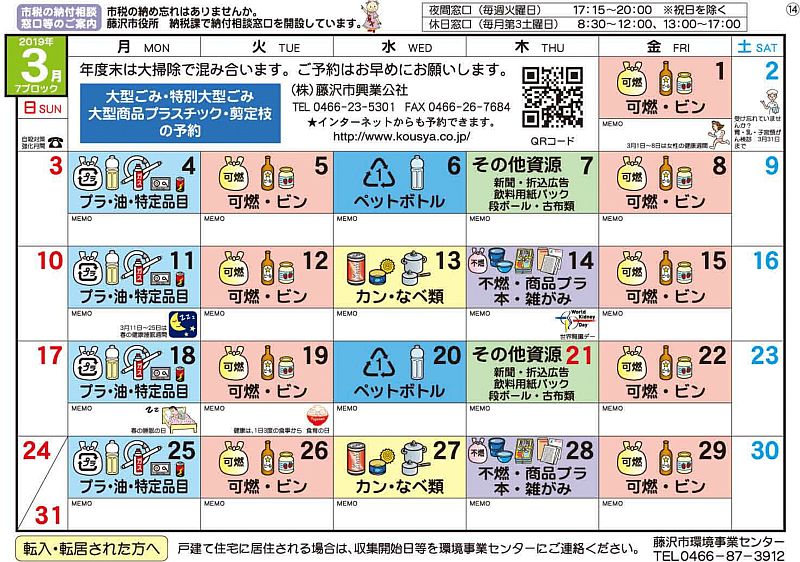 市税の納付相談
窓口等のご案内
市税の納め忘れはありませんか。
藤沢市役所 納税課で納付相談窓口を開設しています。
夜間窓口(毎週火曜日) 17:15~20:00 ※祝日を除く
休日窓口(毎月第3土曜日) 8:30~12:00、13:00~17:00
⑭
2019年
3月
7ブロック
日 SUN
月 MON
火 TUE
水 WED
木 THU
金 FRI
土 SAT
自殺対策
強化月間
年度末は大掃除で混み合います。ご予約はお早めにお願いします。
大型ごみ・特別大型ごみ
大型商品プラスチック・剪定枝
の予約
(株)藤沢市興業公社
TEL 0466-23-5301 FAX 0466-26-7684
★インターネットからも予約できます。
http://www.kousya.co.jp/
QRコード
可燃
1
可燃・ビン
MEMO
3月1日~8日は女性の健康週間
2
受け忘れていませ
んか?
胃・乳・子宮頸が
ん検診 3月31日
まで
3
プラ
4
プラ・油・特定品目
MEMO
可燃
5
可燃・ビン
MEMO
1
6
ペットボトル
MEMO
その他資源 7
新聞・折込広告
飲料用紙パック
段ボール・古布類
MEMO
可燃
8
可燃・ビン
MEMO
9
10
プラ
11
プラ・油・特定品目
MEMO
3月11日~25日は
春の健康睡眠週間
zzz
可燃
12
可燃・ビン
MEMO
13
カン・なべ類
MEMO
不燃
14
不燃・商品プラ
本・雑がみ
MEMO
World
Kidney
Day
世界腎臓デー
可燃
15
可燃・ビン
MEMO
16
17
プラ
18
プラ・油・特定品目
MEMO
春の睡眠の日
zz
可燃
19
可燃・ビン
MEMO
健康は、1日3度の食事から 食育の日
1
20
ペットボトル
MEMO
その他資源 21
新聞・折込広告
飲料用紙パック
段ボール・古布類
MEMO
可燃
22
可燃・ビン
MEMO
23
24
31
プラ
25
プラ・油・特定品目
MEMO
可燃
26
可燃・ビン
MEMO
27
カン・なべ類
MEMO
不燃
28
不燃・商品プラ
本・雑がみ
MEMO
可燃
29
可燃・ビン
MEMO
30
転入・転居された方へ
戸建て住宅に居住される場合は、収集開始日等を環境事業センターにご連絡ください。
藤沢市環境事業センター
TEL0466-87-3912